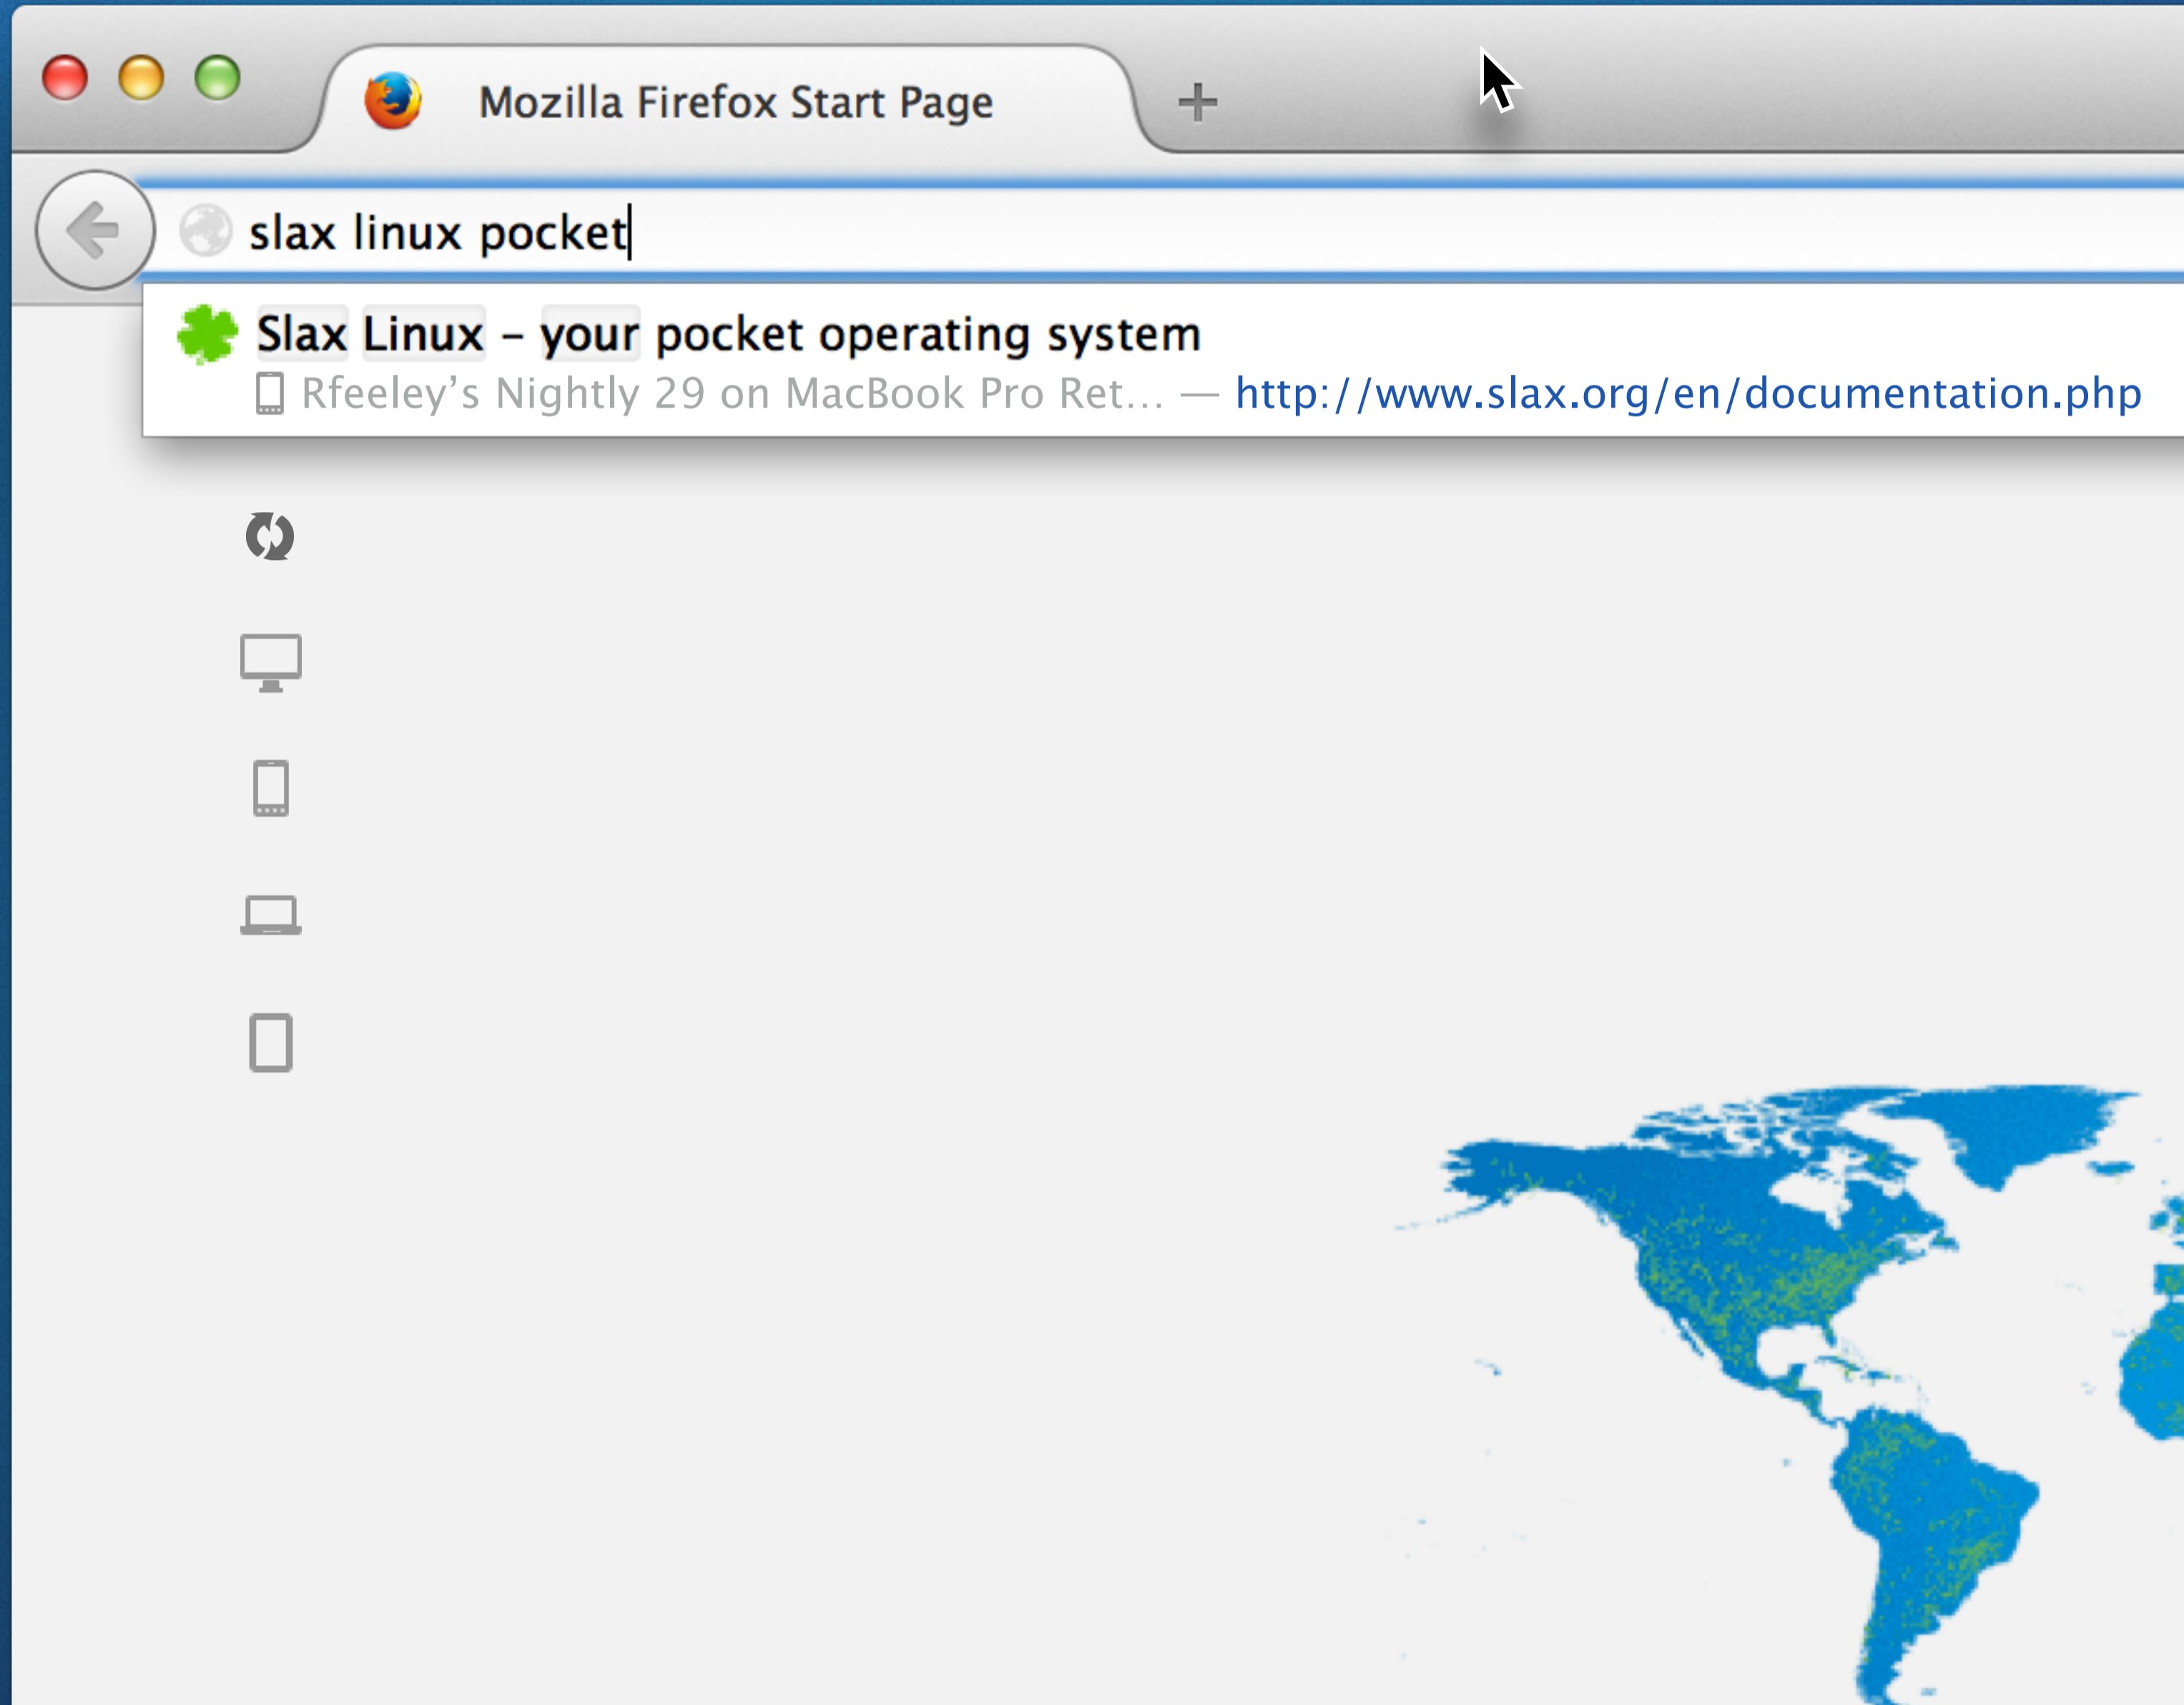 Mozilla Firefox Start Page
slax linux pocket
Slax Linux – your pocket operating system
Rfeeley’s Nightly 29 on MacBook Pro Ret... — http://www.slax.org/en/documentation.php